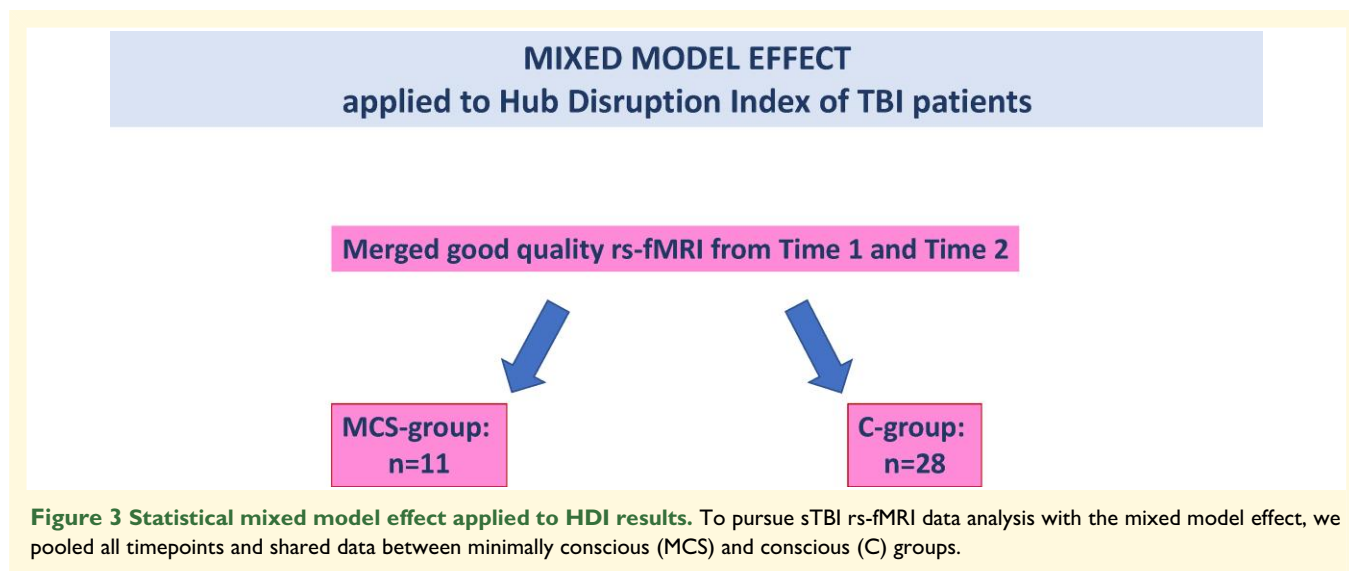 MIXED MODEL EFFECT
applied to Hub Disruption Index of TBI patients
Merged good quality rs-fMRI from Time 1 and Time 2
MCS-group:
n=11
C-group:
n=28
Figure 3 Statistical mixed model effect applied to HDI results. To pursue sTBI rs-fMRI data analysis with the mixed model effect, we
pooled all timepoints and shared data between minimally conscious (MCS) and conscious (C) groups.